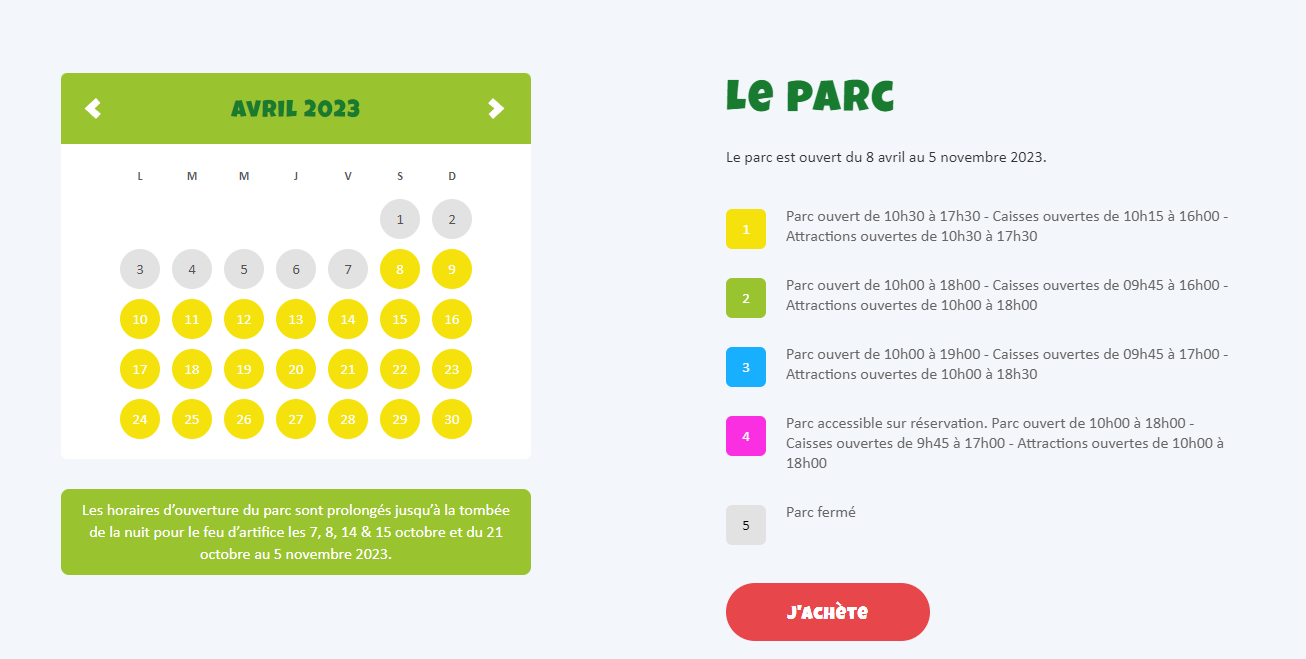 AVRIL 2023
L M M J V S D
1 2
3 4 5 6 7 8 9
10 11 12 13 14 15 16
17 18 19 20 21 22 23
24 25 26 27 28 29 30
Les horaires d’ouverture du parc sont prolongés jusqu’à la tombée
de la nuit pour le feu d’artifice les 7, 8, 14 & 15 octobre et du 21
octobre au 5 novembre 2023.
Le PARC
Le parc est ouvert du 8 avril au 5 novembre 2023.
1
Parc ouvert de 10h30 à 17h30 - Caisses ouvertes de 10h15 à 16h00 -
Attractions ouvertes de 10h30 à 17h30
2
Parc ouvert de 10h00 à 18h00 - Caisses ouvertes de 09h45 à 16h00 -
Attractions ouvertes de 10h00 à 18h00
3
Parc ouvert de 10h00 à 19h00 - Caisses ouvertes de 09h45 à 17h00 -
Attractions ouvertes de 10h00 à 18h30
4
Parc accessible sur réservation. Parc ouvert de 10h00 à 18h00 -
Caisses ouvertes de 9h45 à 17h00 - Attractions ouvertes de 10h00 à
18h00
5
Parc fermé
J'ACHèTE